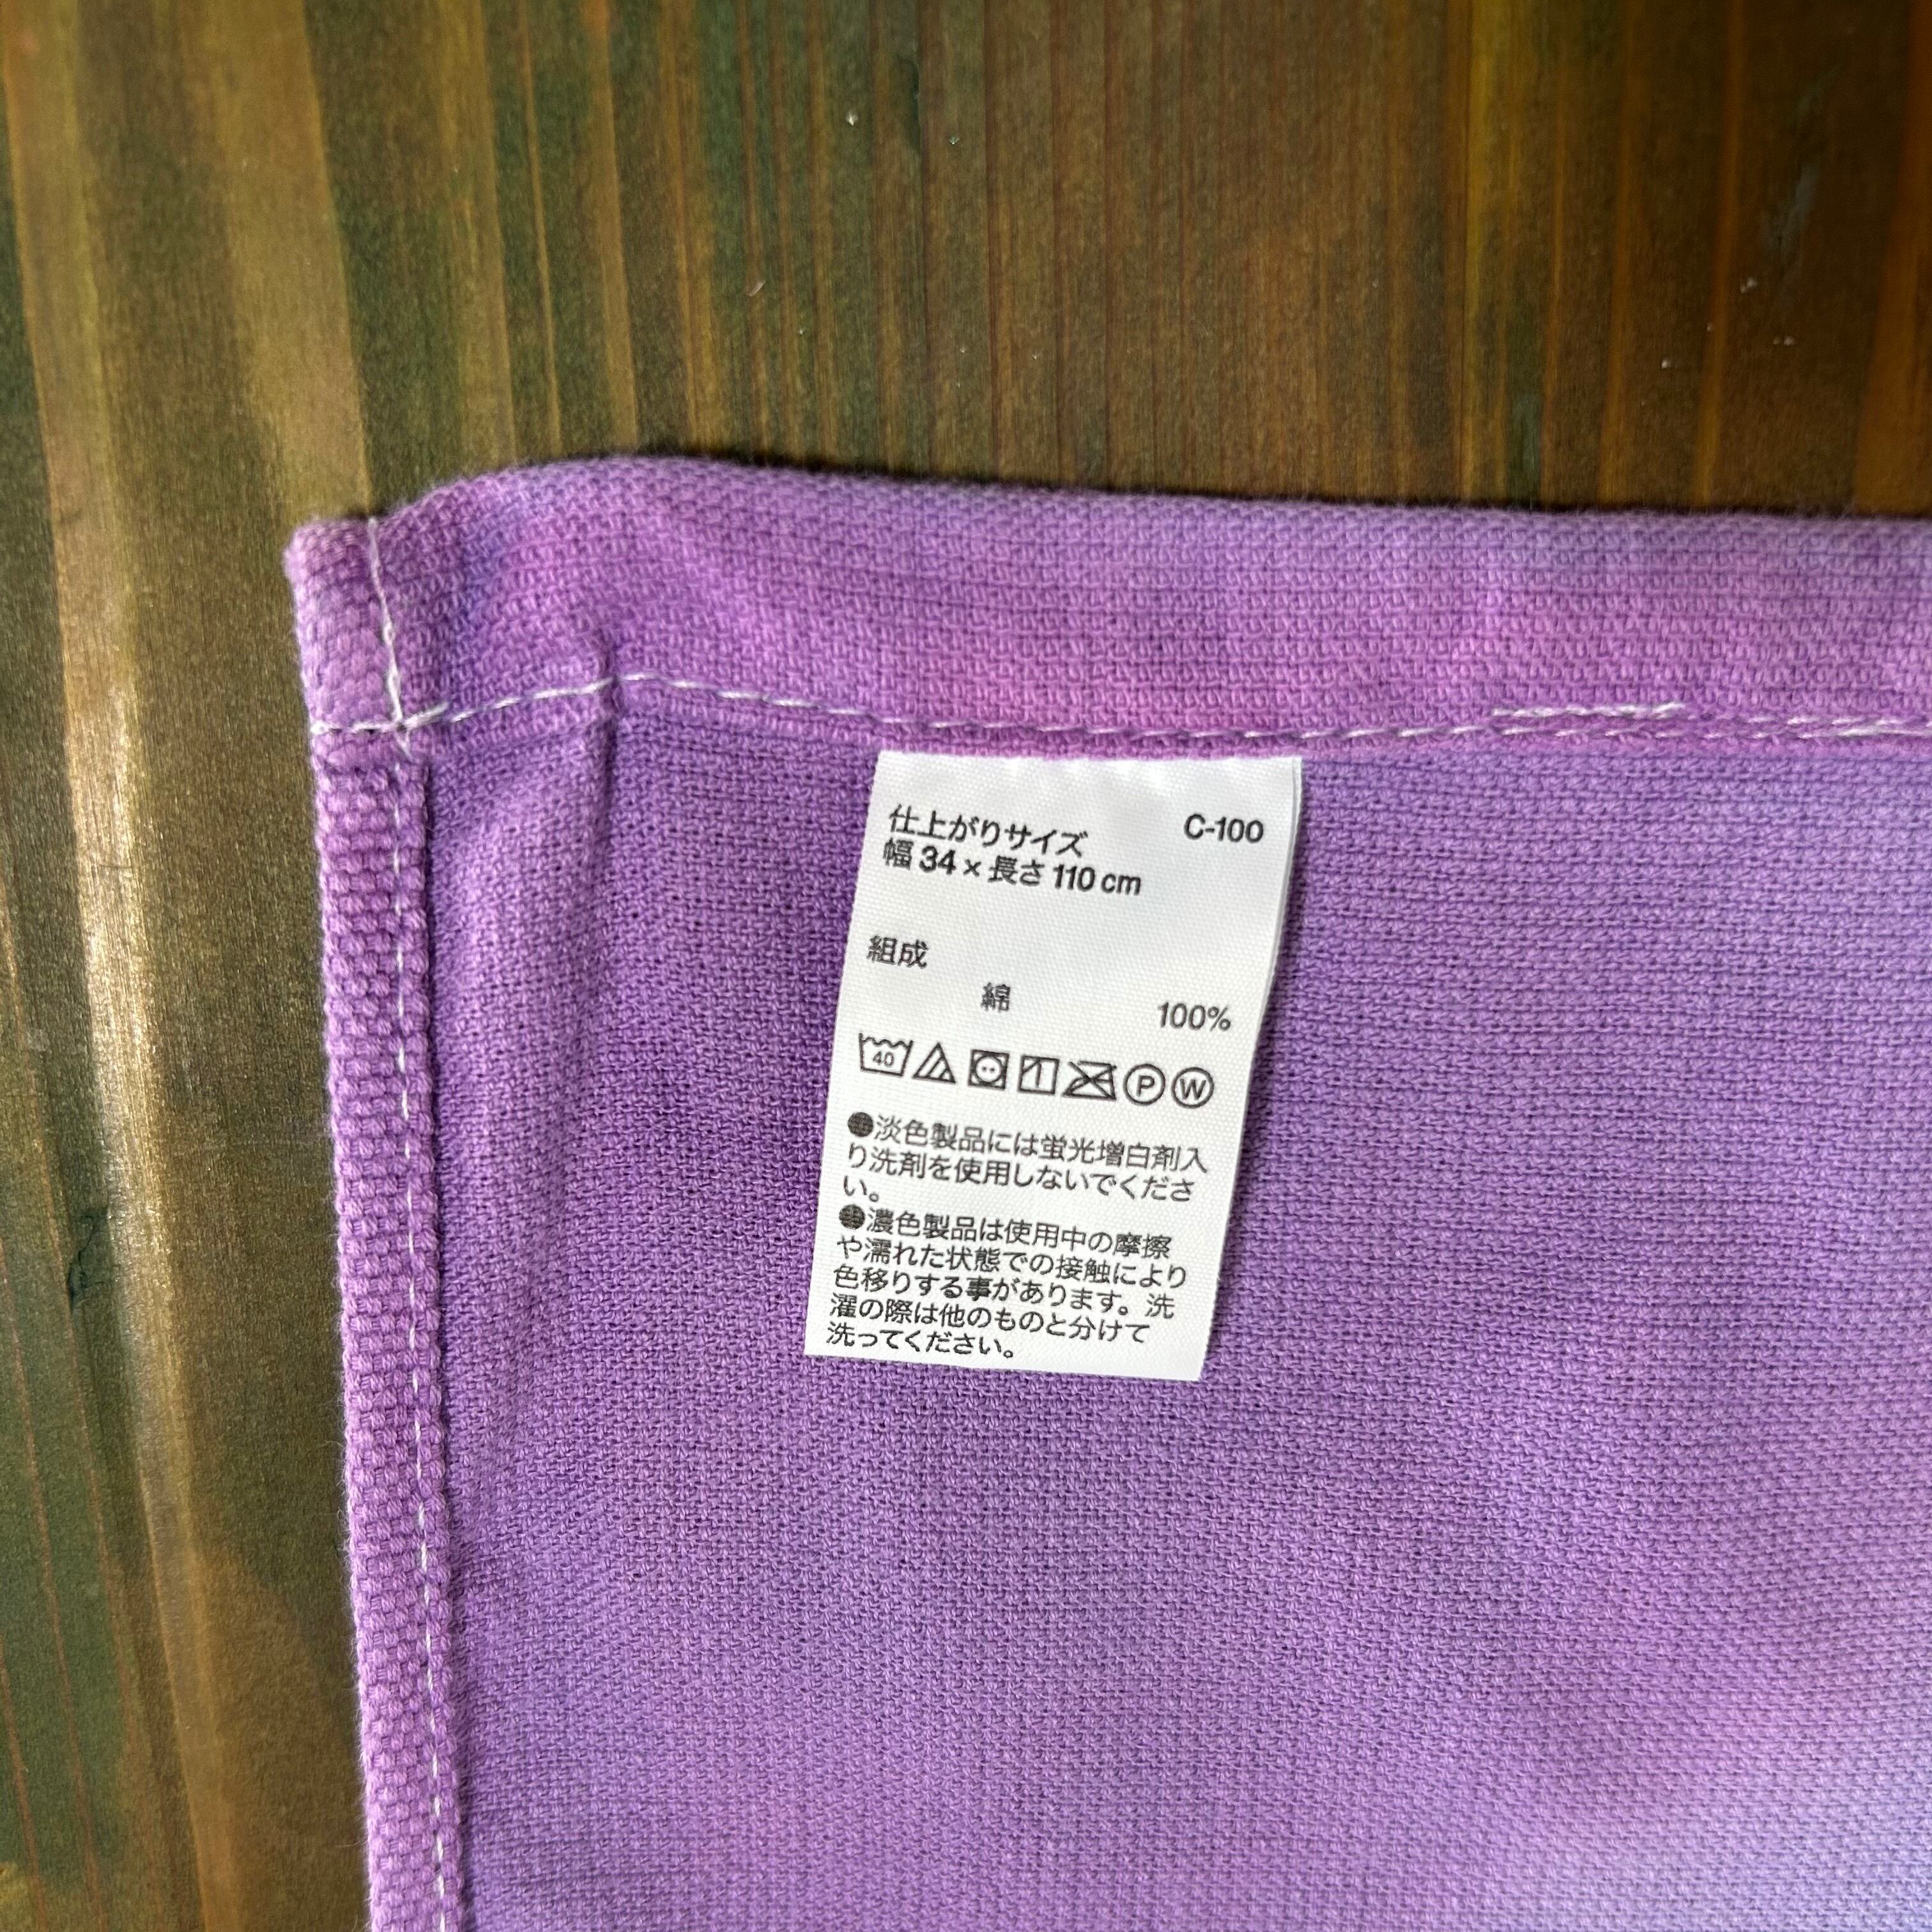 仕上がりサイズ C-100
幅 34 × 長さ 110 cm
組成
綿 100%
40 P W
●淡色製品には蛍光増白剤入
り洗剤を使用しないでくださ
い。
●濃色製品は使用中の摩擦
や濡れた状態での接触により
色移りする事があります。洗
濯の際は他のものと分けて
洗ってください。